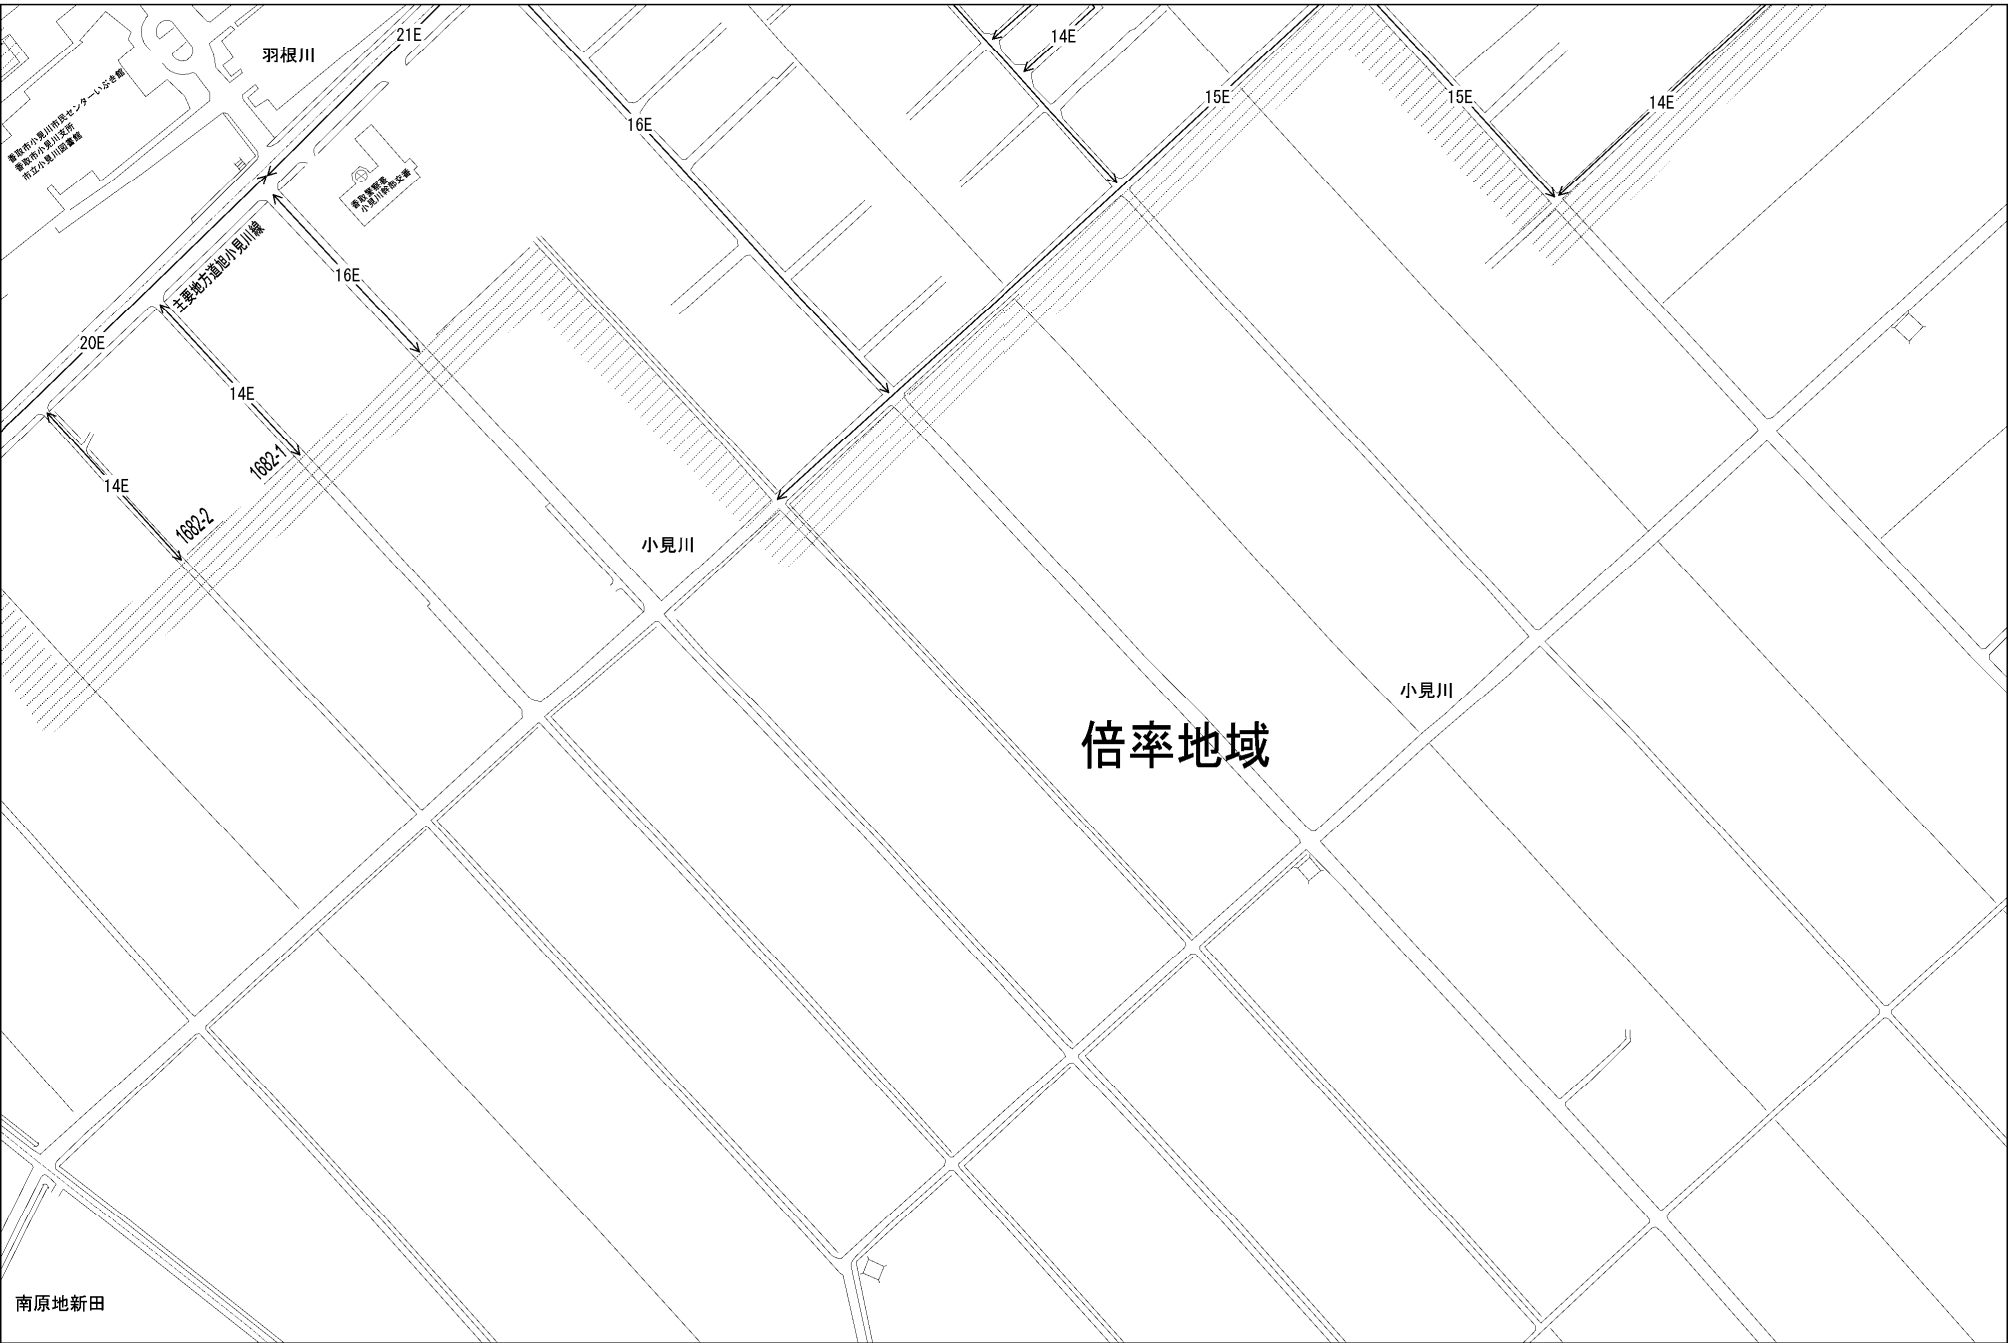 21E
羽根川
14E
16E
15E
15E
14E
香取市小見川市民センターいぶき館
香取市小見川支所
市立小見川図書館
香取警察署
小見川幹部交番
主要地方道旭小見川線
16E
20E
14E
1682-1
14E
1682-2
小見川
小見川
倍率地域
南原地新田